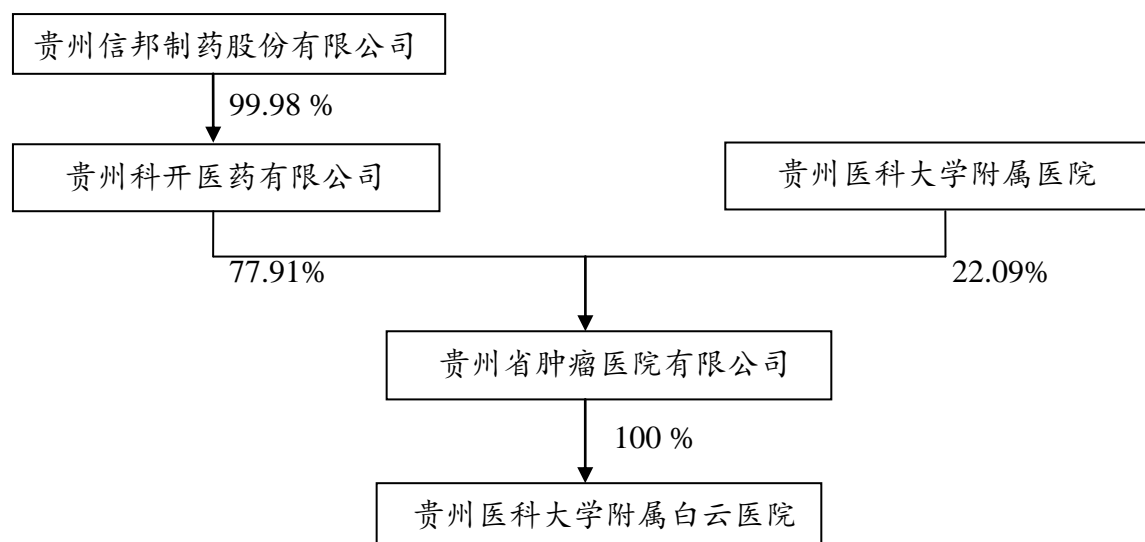 贵州信邦制药股份有限公司
99.98 %
贵州科开医药有限公司
贵州医科大学附属医院
77.91%
22.09%
贵州省肿瘤医院有限公司
100 %
贵州医科大学附属白云医院